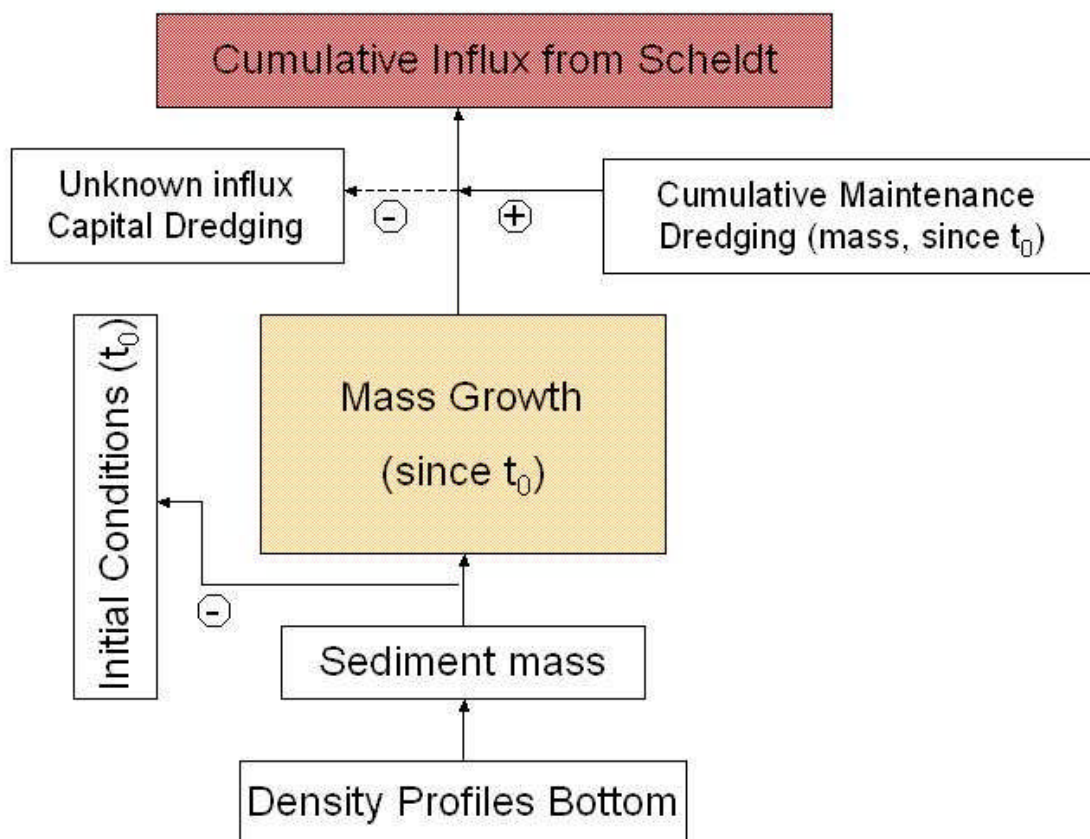 Cumulative Influx from Scheldt
Unknown influx
Capital Dredging
-
+
Cumulative Maintenance
Dredging (mass, since t₀)
Initial Conditions (t₀)
Mass Growth
(since t₀)
-
Sediment mass
Density Profiles Bottom